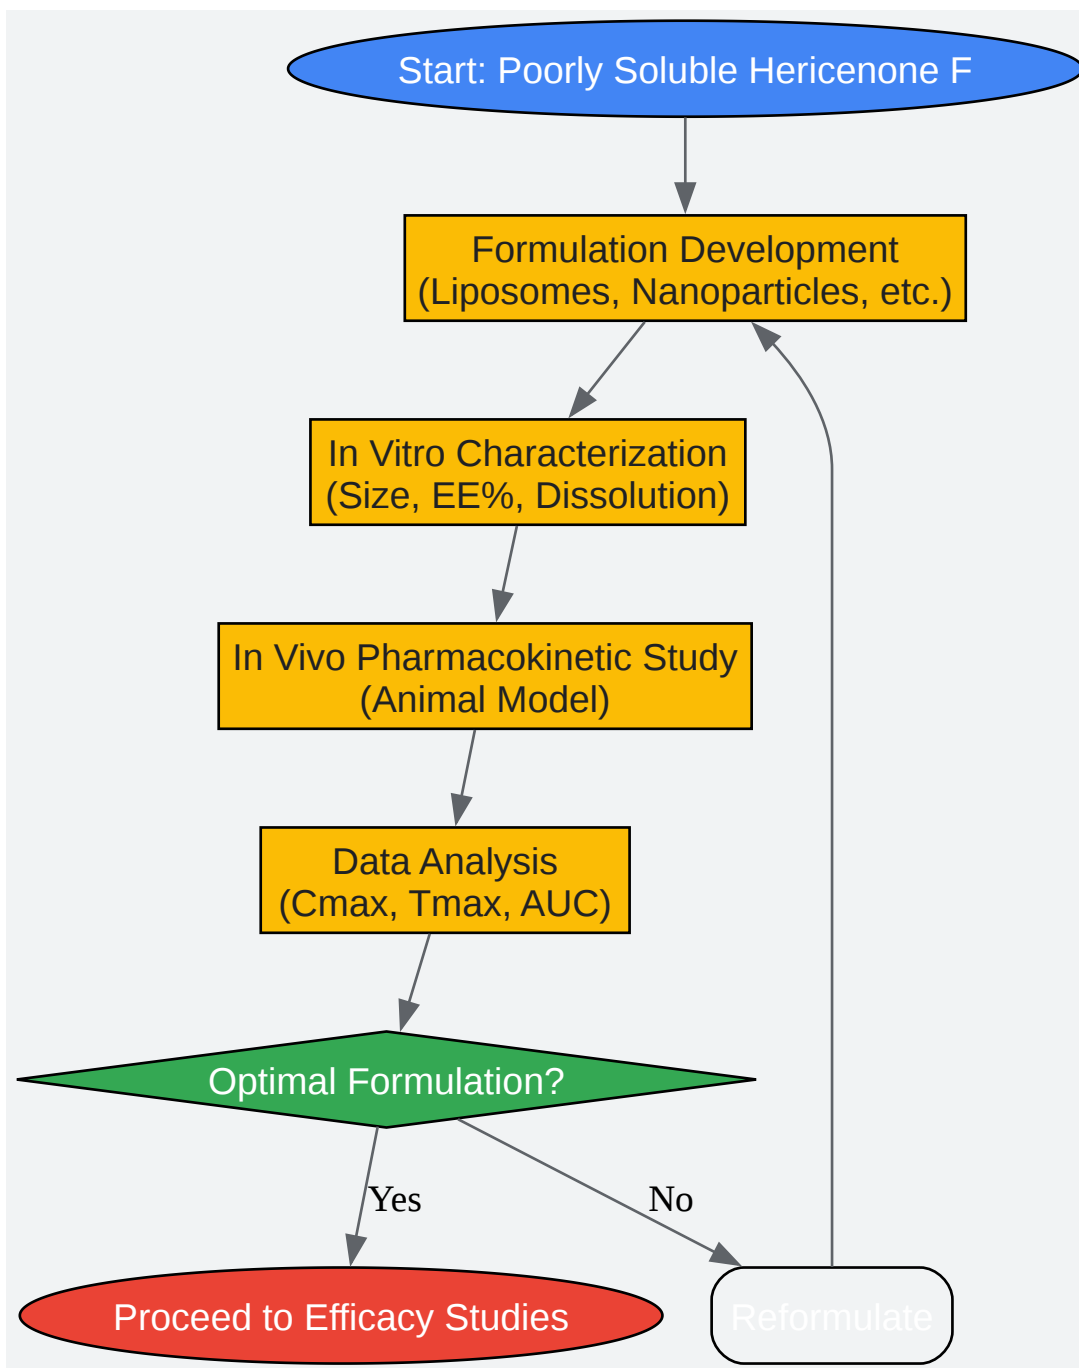 Start: Poorly Soluble Hericenone F
Formulation Development
(Liposomes, Nanoparticles, etc.)
In Vitro Characterization
(Size, EE%, Dissolution)
In Vivo Pharmacokinetic Study
(Animal Model)
Data Analysis
(Cmax, Tmax, AUC)
Optimal Formulation?
Yes
No
Proceed to Efficacy Studies
Reformulate